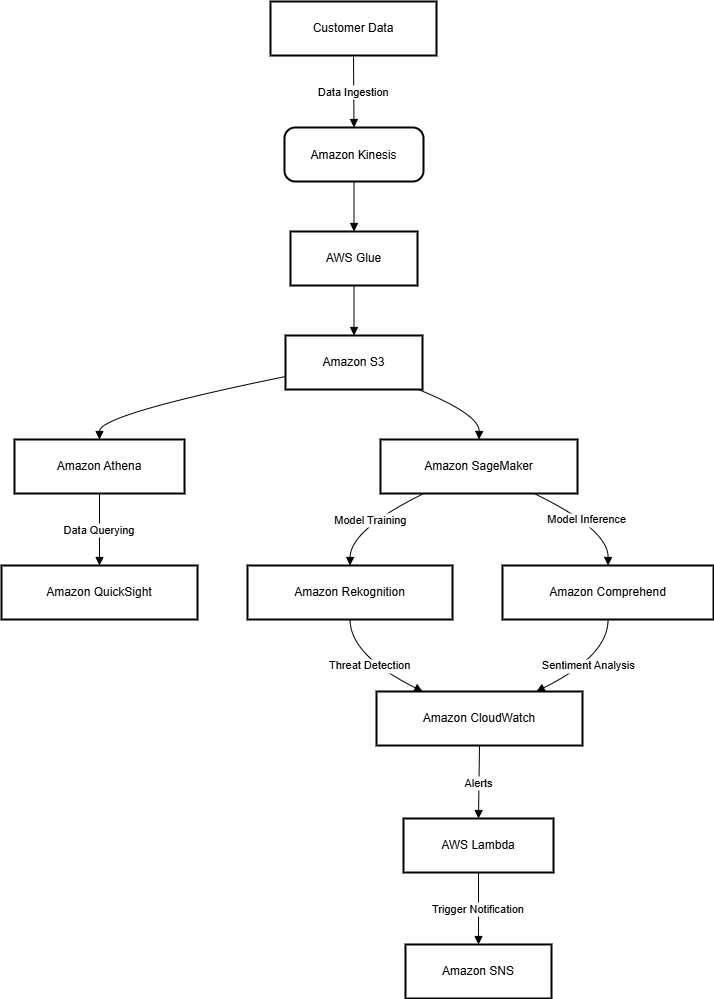 Customer Data
Data Ingestion
Amazon Kinesis
AWS Glue
Amazon S3
Amazon Athena
Amazon SageMaker
Model Training
Model Inference
Data Querying
Amazon QuickSight
Amazon Rekognition
Amazon Comprehend
Threat Detection
Sentiment Analysis
Amazon CloudWatch
Alerts
AWS Lambda
Trigger Notification
Amazon SNS